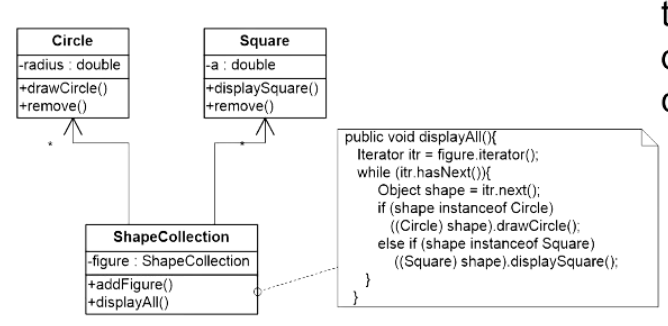 Circle
-radius : double
+drawCircle()
+remove()
Square
-a : double
+displaySquare()
+remove()
*
*
public void displayAll(){
Iterator itr = figure.iterator();
while (itr.hasNext()){
Object shape = itr.next();
if (shape instanceof Circle)
((Circle) shape).drawCircle();
else if (shape instanceof Square)
((Square) shape).displaySquare();
}
}
ShapeCollection
-figure : ShapeCollection
+addFigure()
+displayAll()